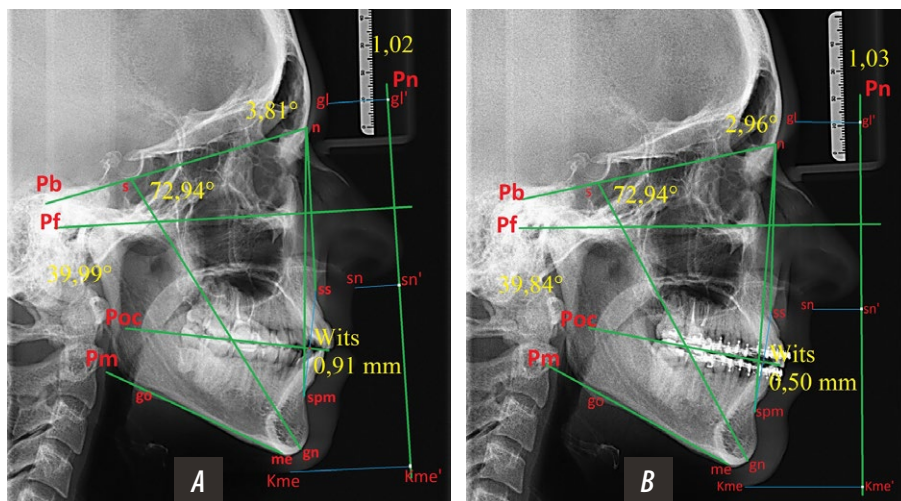 1,02
Pn
gl
gl'
3,81°
n
s
72,94°
Pb
Pf
39,99°
sn
sn'
ss
Poc
Wits
0,91 mm
Pm
spm
go
me
gn
Kme
Kme'
A
1,03
Pn
gl
gl'
2,96°
n
s
72,94°
Pb
Pf
39,84°
ss
sn
sn'
Poc
Wits
0,50 mm
Pm
spm
go
me
gn
Kme
Kme'
B